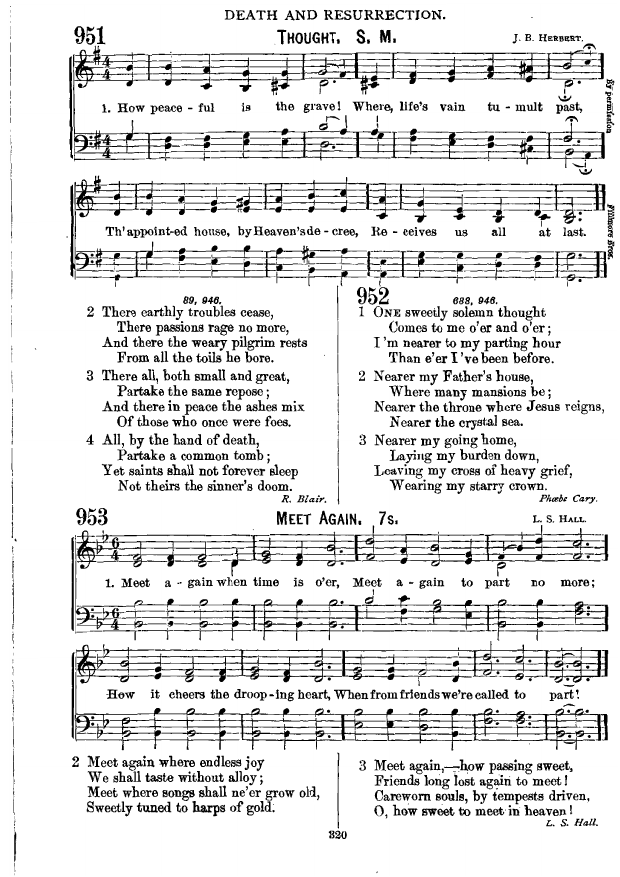 DEATH AND RESURRECTION.
951
THOUGHT. S. M.
J. B. HERBERT.
1. How peace - ful is the grave! Where, life's vain tu - mult past,
By permission
Th' appoint-ed house, by Heaven's de - cree, Re - ceives us all at last.
Fillmore Bros.
89, 946.
2 There earthly troubles cease,
There passions rage no more,
And there the weary pilgrim rests
From all the toils he bore.
3 There all, both small and great,
Partake the same repose;
And there in peace the ashes mix
Of those who once were foes.
4 All, by the hand of death,
Partake a common tomb;
Yet saints shall not forever sleep
Not theirs the sinner's doom.
R. Blair.
952
688, 946.
1 ONE sweetly solemn thought
Comes to me o'er and o'er;
I'm nearer to my parting hour
Than e'er I've been before.
2 Nearer my Father's house,
Where many mansions be;
Nearer the throne where Jesus reigns,
Nearer the crystal sea.
3 Nearer my going home,
Laying my burden down,
Leaving my cross of heavy grief,
Wearing my starry crown.
Phœbe Cary.
953
MEET AGAIN. 7s.
L. S. HALL.
1. Meet a - gain when time is o'er, Meet a - gain to part no more;
How it cheers the droop-ing heart, When from friends we're called to part!
2 Meet again where endless joy
We shall taste without alloy;
Meet where songs shall ne'er grow old,
Sweetly tuned to harps of gold.
3 Meet again,—how passing sweet,
Friends long lost again to meet!
Careworn souls, by tempests driven,
O, how sweet to meet in heaven!
L. S. Hall.
320